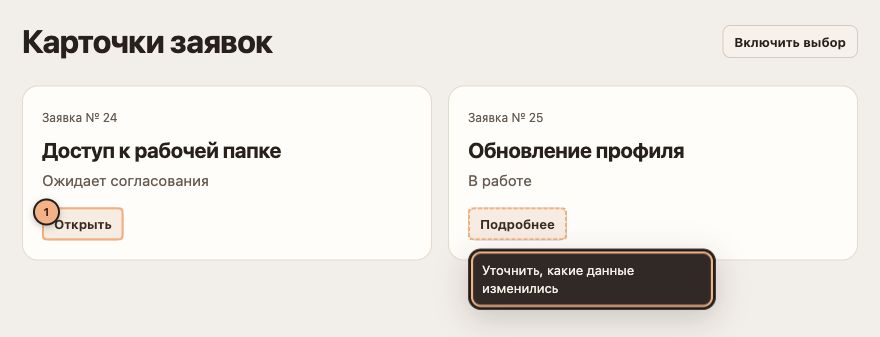 Карточки заявок
Включить выбор
Заявка № 24
Доступ к рабочей папке
Ожидает согласования
1
Открыть
Заявка № 25
Обновление профиля
В работе
Подробнее
Уточнить, какие данные
изменились